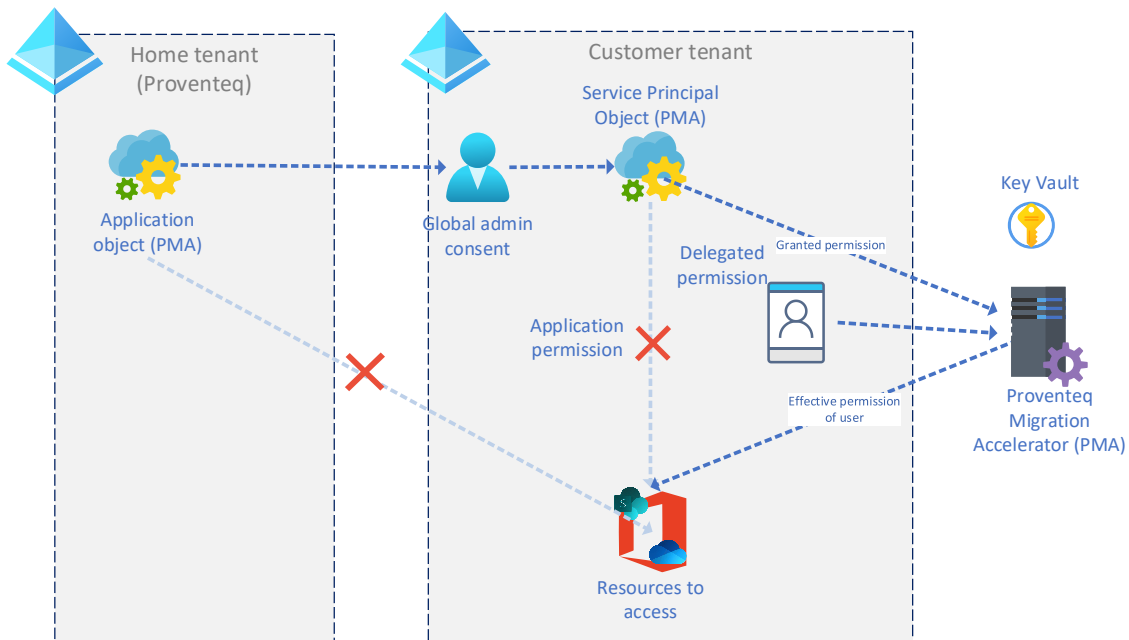 Home tenant
(Proventeq)
Customer tenant
Service Principal
Object (PMA)
Key Vault
Application
object (PMA)
Global admin
consent
Delegated
permission
Granted permission
Application
permission
Effective permission
of user
Proventeq
Migration
Accelerator (PMA)
S
Resources to
access